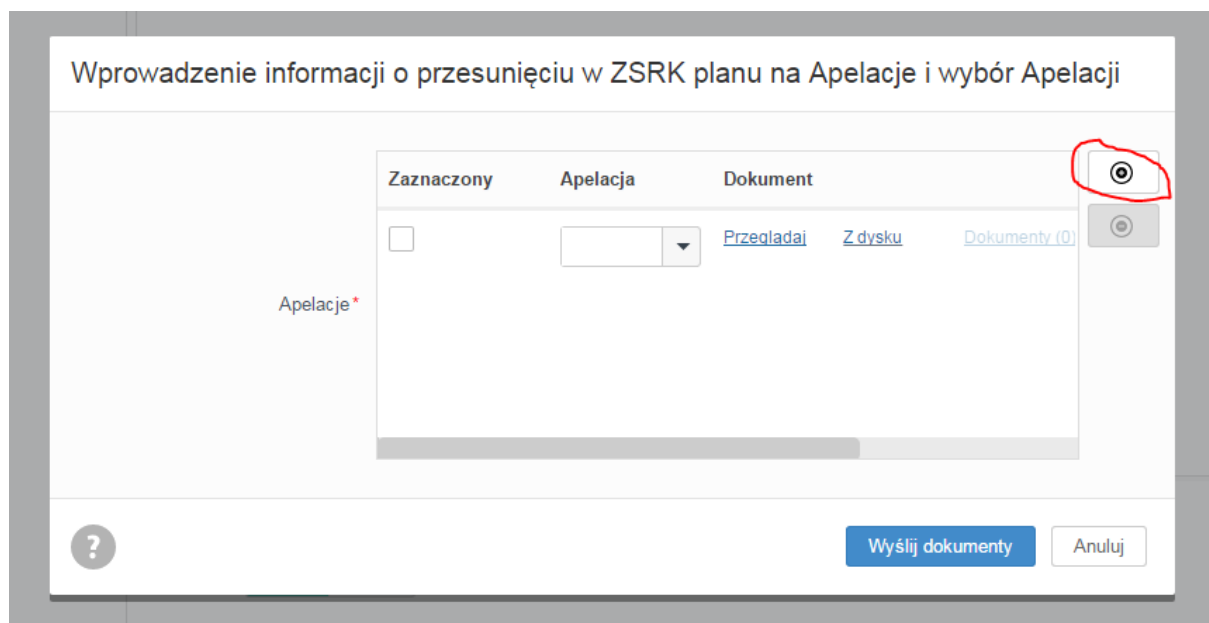 Wprowadzenie informacji o przesunięciu w ZSRK planu na Apelacje i wybór Apelacji
Zaznaczony Apelacja Dokument
Przegladaj Z dysku Dokumenty (0)
Apelacje*
?
Wyślij dokumenty Anuluj